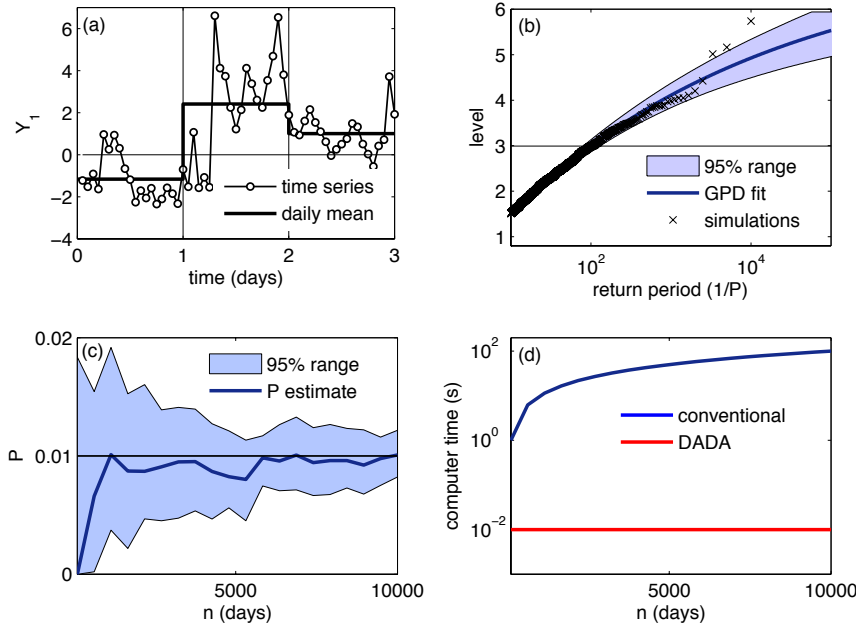 (a)
6
4
2
0
−2
−4
Y1
time series
daily mean
0 1 2 3
time (days)
(b)
6
5
4
3
2
1
level
95% range
GPD fit
simulations
10^2 10^4
return period (1/P)
(c)
0.02
0.01
0
P
95% range
P estimate
5000 10000
n (days)
(d)
10^2
10^0
10^−2
computer time (s)
conventional
DADA
5000 10000
n (days)